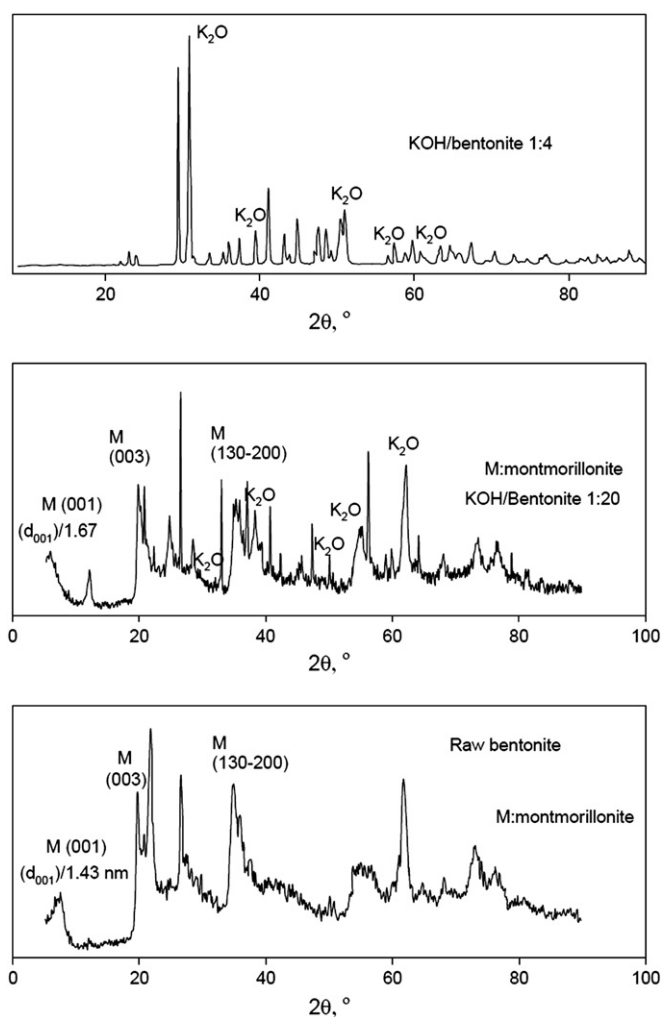 K2O
KOH/bentonite 1:4
K2O
K2O
K2O
K2O
20
40
60
80
2θ, °
M
(003)
M
(130-200)
K2O
M:montmorillonite
K2O
KOH/Bentonite 1:20
M (001)
K2O
(d001)/1.67
K2O
K2O
0
20
40
60
80
100
2θ, °
M
(130-200)
Raw bentonite
M
(003)
M:montmorillonite
M (001)
(d001)/1.43 nm
0
20
40
60
80
100
2θ, °